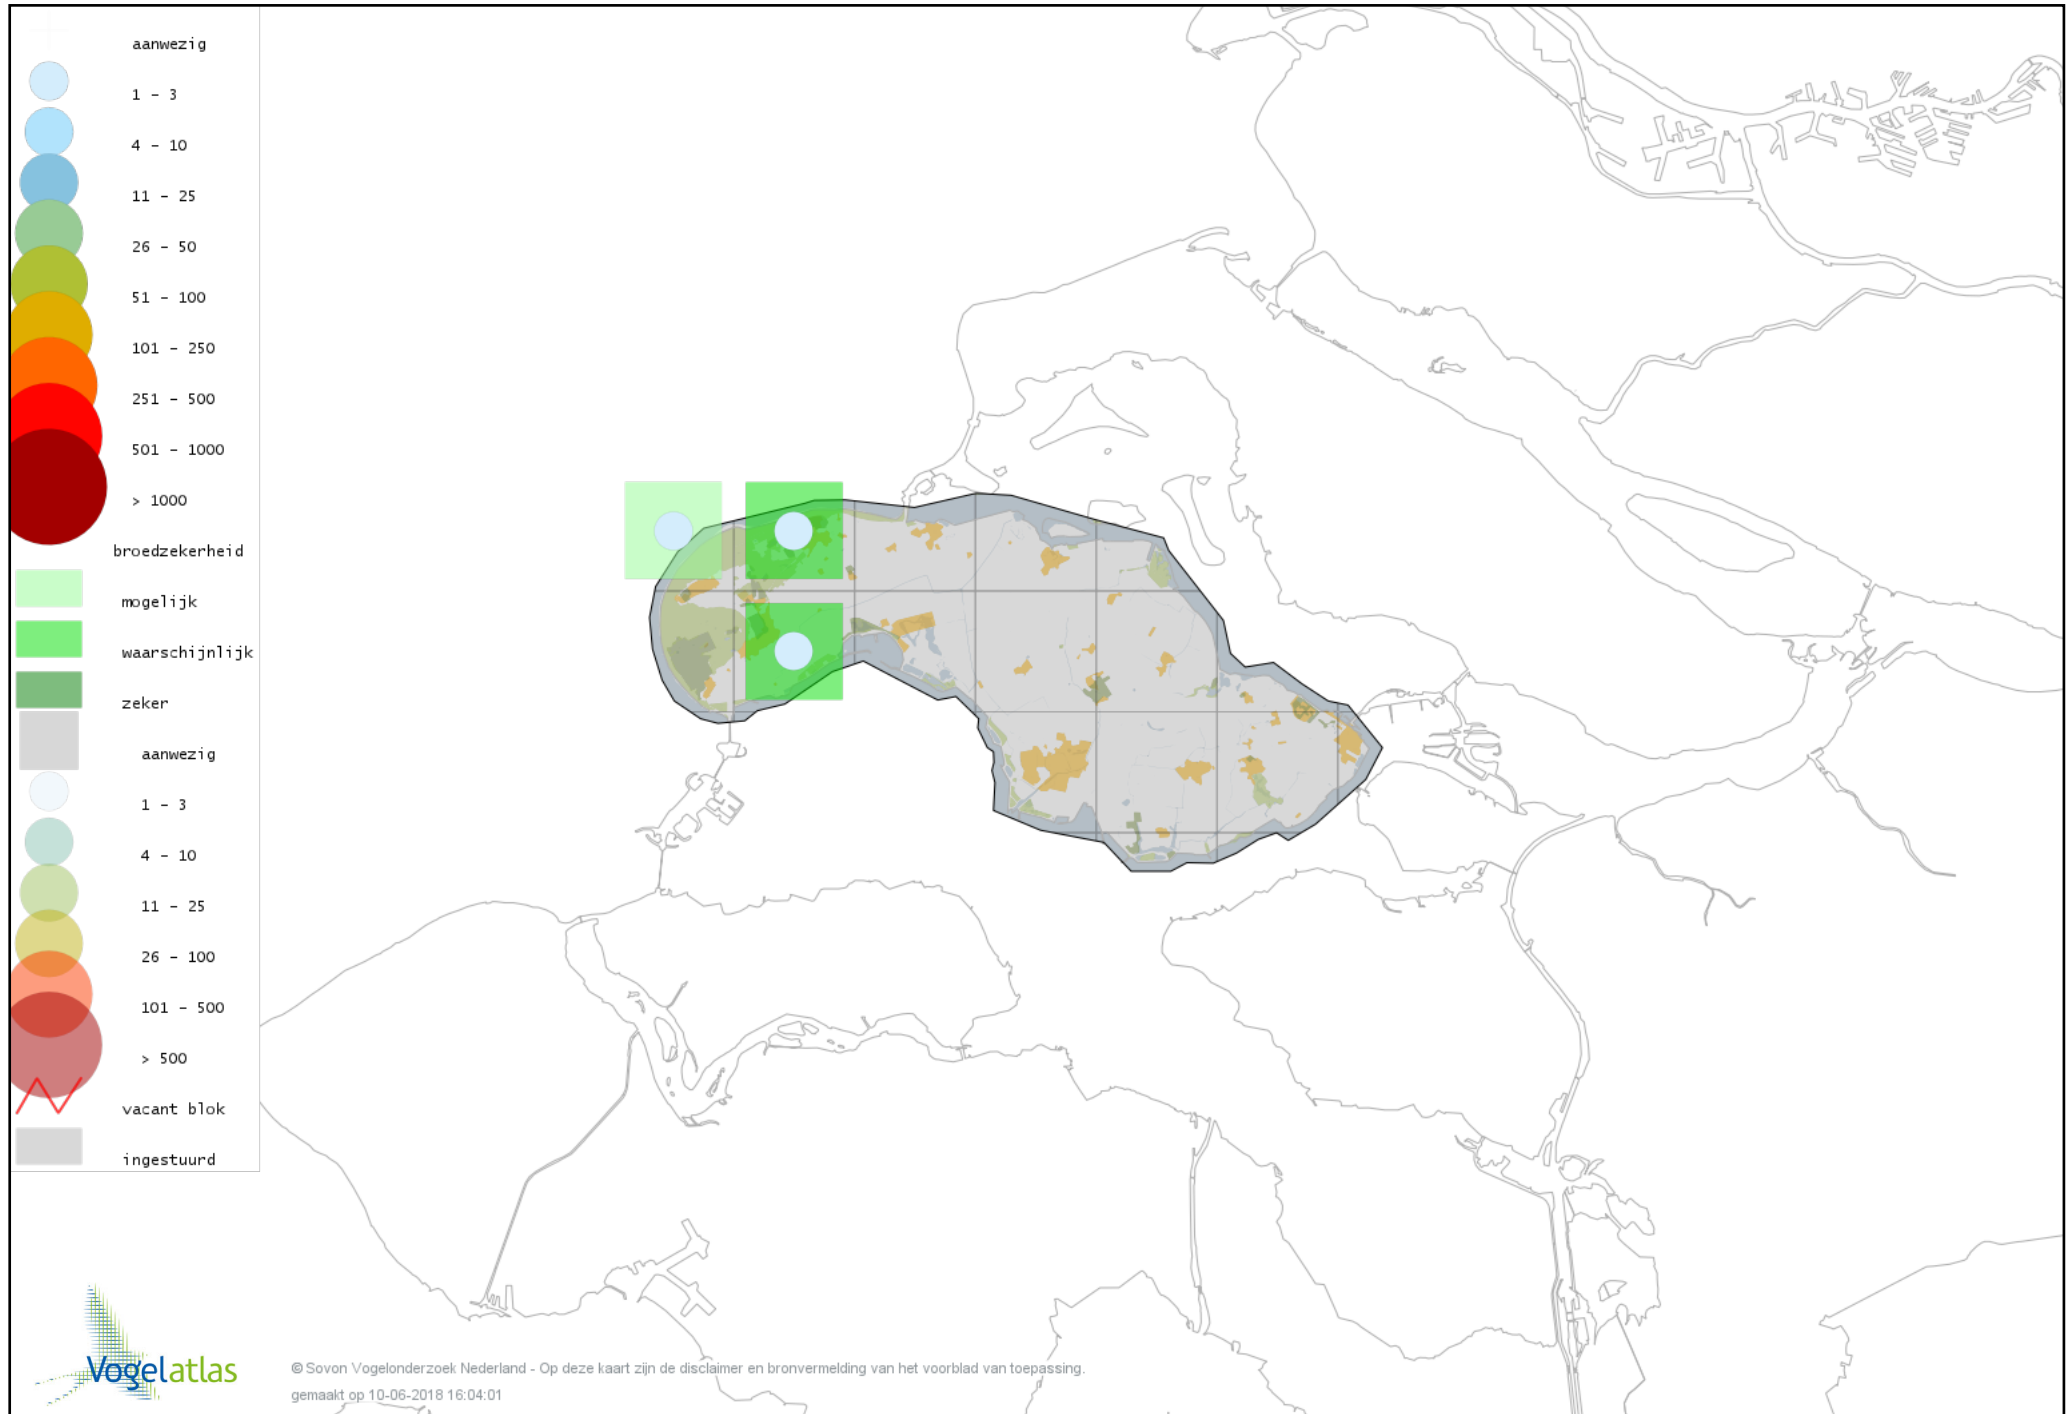 aanwezig
1 - 3
4 - 10
11 - 25
26 - 50
51 - 100
101 - 250
251 - 500
501 - 1000
> 1000
broedzekerheid
mogelijk
waarschijnlijk
zeker
aanwezig
1 - 3
4 - 10
11 - 25
26 - 100
101 - 500
> 500
vacant blok
ingestuurd
Vogelatlas
© Sovon Vogelonderzoek Nederland - Op deze kaart zijn de disclaimer en bronvermelding van het voorblad van toepassing.
gemaakt op 10-06-2018 16:04:01